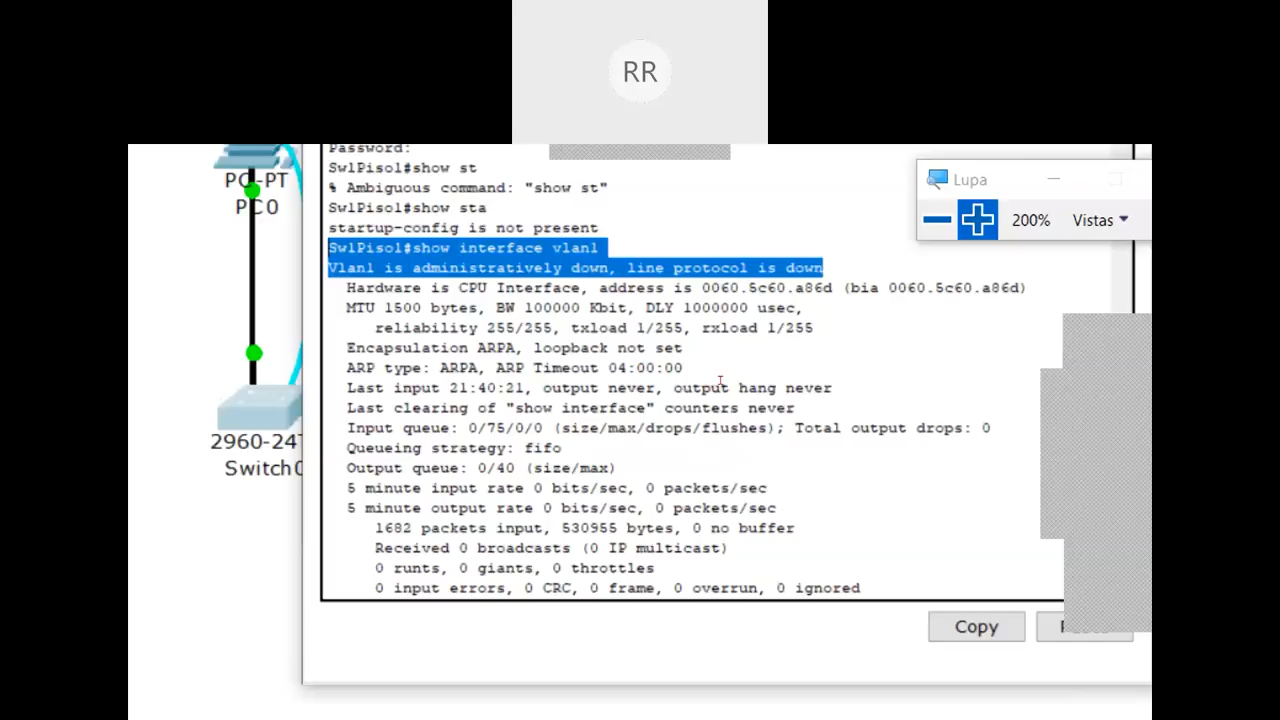 RR
Password:
Sw1Piso1#show st
% Ambiguous command: "show st"
Sw1Piso1#show sta
startup-config is not present
Sw1Piso1#show interface vlan1
Vlan1 is administratively down, line protocol is down
Hardware is CPU Interface, address is 0060.5c60.a86d (bia 0060.5c60.a86d)
MTU 1500 bytes, BW 100000 Kbit, DLY 1000000 usec,
reliability 255/255, txload 1/255, rxload 1/255
Encapsulation ARPA, loopback not set
ARP type: ARPA, ARP Timeout 04:00:00
Last input 21:40:21, output never, output hang never
Last clearing of "show interface" counters never
Input queue: 0/75/0/0 (size/max/drops/flushes); Total output drops: 0
Queueing strategy: fifo
Output queue: 0/40 (size/max)
5 minute input rate 0 bits/sec, 0 packets/sec
5 minute output rate 0 bits/sec, 0 packets/sec
1682 packets input, 530955 bytes, 0 no buffer
Received 0 broadcasts (0 IP multicast)
0 runts, 0 giants, 0 throttles
0 input errors, 0 CRC, 0 frame, 0 overrun, 0 ignored
PC-PT
PC0
2960-24T
Switch0
Lupa
200% Vistas
Copy